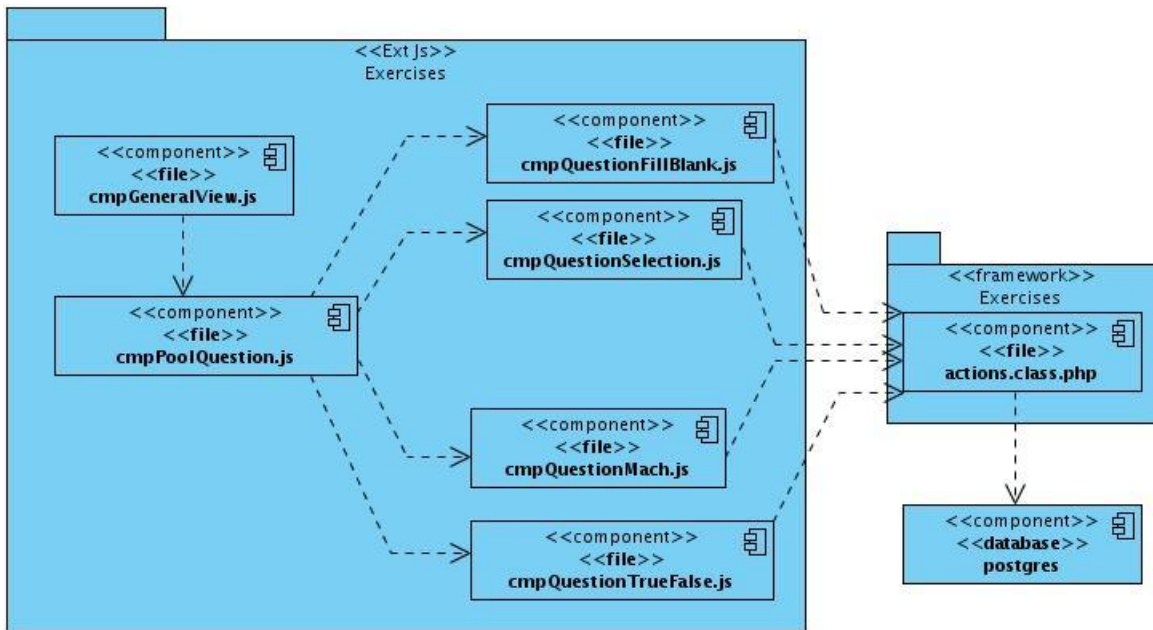 <<Ext Js>>
Exercises
<<component>>
<<file>>
cmpGeneralView.js
<<component>>
<<file>>
cmpPoolQuestion.js
<<component>>
<<file>>
cmpQuestionFillBlank.js
<<component>>
<<file>>
cmpQuestionSelection.js
<<component>>
<<file>>
cmpQuestionMach.js
<<component>>
<<file>>
cmpQuestionTrueFalse.js
<<framework>>
Exercises
<<component>>
<<file>>
actions.class.php
<<component>>
<<database>>
postgres